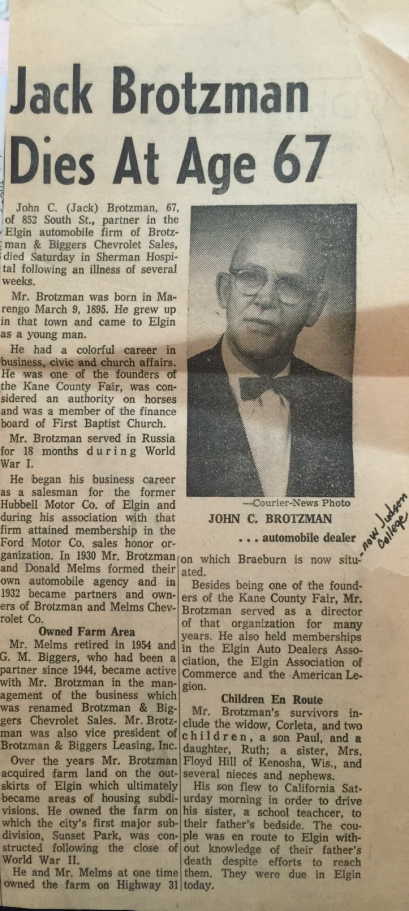 Jack Brotzman
Dies At Age 67
John C. (Jack) Brotzman, 67,
of 852 South St., partner in the
Elgin automobile firm of Brotz-
man & Biggers Chevrolet Sales,
died Saturday in Sherman Hospi-
tal following an illness of several
weeks.
Mr. Brotzman was born in Ma-
rengo March 9, 1895. He grew up
in that town and came to Elgin
as a young man.
He had a colorful career in
business, civic and church affairs.
He was one of the founders of
the Kane County Fair, was con-
sidered an authority on horses
and was a member of the finance
board of First Baptist Church.
Mr. Brotzman served in Russia
for 18 months during World
War I.
He began his business career
as a salesman for the former
Hubbell Motor Co. of Elgin and
during his association with that
firm attained membership in the
Ford Motor Co. sales honor or-
ganization. In 1930 Mr. Brotzman
and Donald Melms formed their
own automobile agency and in
1932 became partners and own-
ers of Brotzman and Melms Chev-
rolet Co.
Owned Farm Area
Mr. Melms retired in 1954 and
G. M. Biggers, who had been a
partner since 1944, became active
with Mr. Brotzman in the man-
agement of the business which
was renamed Brotzman & Big-
gers Chevrolet Sales. Mr. Brotz-
man was also vice president of
Brotzman & Biggers Leasing, Inc.
Over the years Mr. Brotzman
acquired farm land on the out-
skirts of Elgin which ultimately
became areas of housing subdi-
visions. He owned the farm on
which the city's first major sub-
division, Sunset Park, was con-
structed following the close of
World War II.
He and Mr. Melms at one time
owned the farm on Highway 31
—Courier-News Photo
JOHN C. BROTZMAN
... automobile dealer
on which Braeburn is now situ-
ated.
-now Judson
College
Besides being one of the found-
ers of the Kane County Fair, Mr.
Brotzman served as a director
of that organization for many
years. He also held memberships
in the Elgin Auto Dealers Asso-
ciation, the Elgin Association of
Commerce and the American Le-
gion.
Children En Route
Mr. Brotzman's survivors in-
clude the widow, Corleta, and two
children, a son Paul, and a
daughter, Ruth; a sister, Mrs.
Floyd Hill of Kenosha, Wis., and
several nieces and nephews.
His son flew to California Sat-
urday morning in order to drive
his sister, a school teachcer, to
their father's bedside. The cou-
ple was en route to Elgin with-
out knowledge of their father's
death despite efforts to reach
them. They were due in Elgin
today.